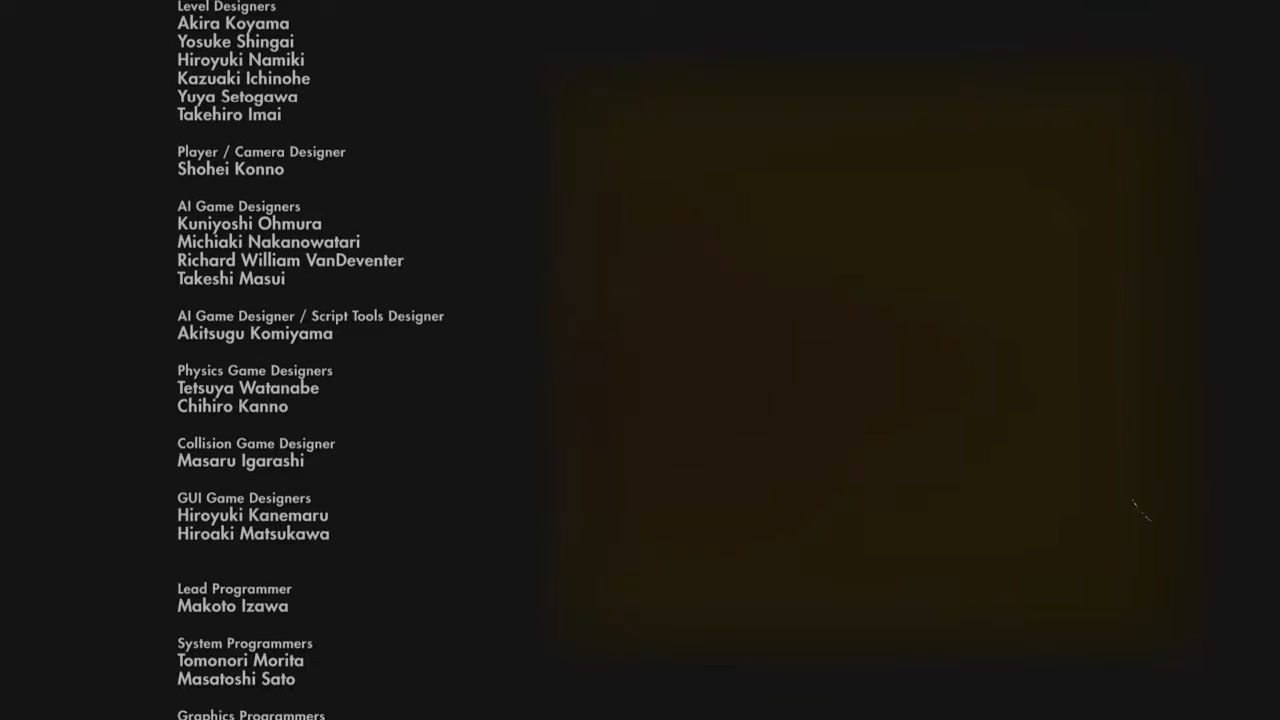 Level Designers
Akira Koyama
Yosuke Shingai
Hiroyuki Namiki
Kazuaki Ichinohe
Yuya Setogawa
Takehiro Imai
Player / Camera Designer
Shohei Konno
AI Game Designers
Kuniyoshi Ohmura
Michiaki Nakanowatari
Richard William VanDeventer
Takeshi Masui
AI Game Designer / Script Tools Designer
Akitsugu Komiyama
Physics Game Designers
Tetsuya Watanabe
Chihiro Kanno
Collision Game Designer
Masaru Igarashi
GUI Game Designers
Hiroyuki Kanemaru
Hiroaki Matsukawa
Lead Programmer
Makoto Izawa
System Programmers
Tomonori Morita
Masatoshi Sato
Graphics Programmers